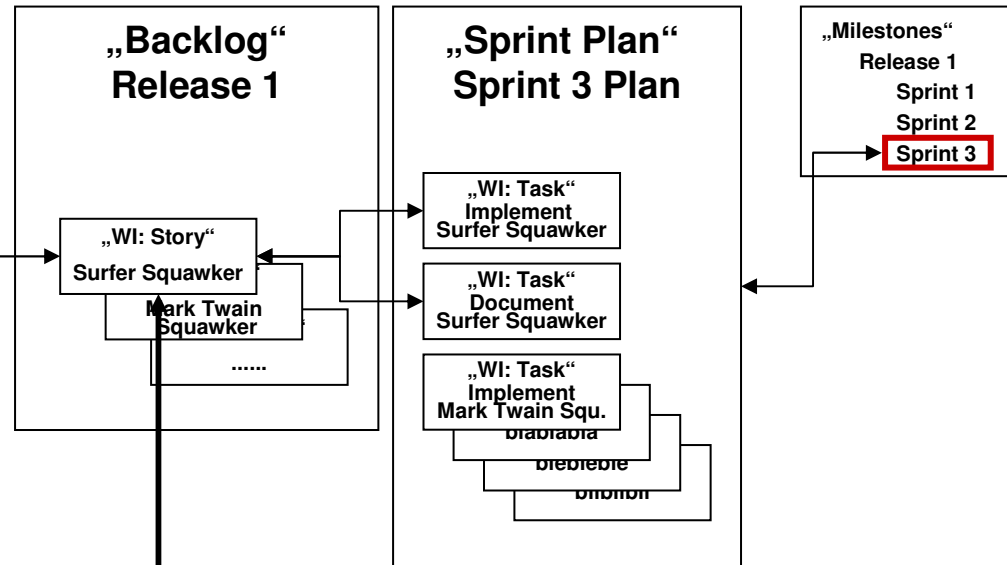 „Backlog“
Release 1
„WI: Story“
Surfer Squawker
Mark Twain
Squawker
......
„Sprint Plan“
Sprint 3 Plan
„WI: Task“
Implement
Surfer Squawker
„WI: Task“
Document
Surfer Squawker
„WI: Task“
Implement
Mark Twain Squ.
blablabla
blebleble
bliblibli
„Milestones“
Release 1
Sprint 1
Sprint 2
Sprint 3